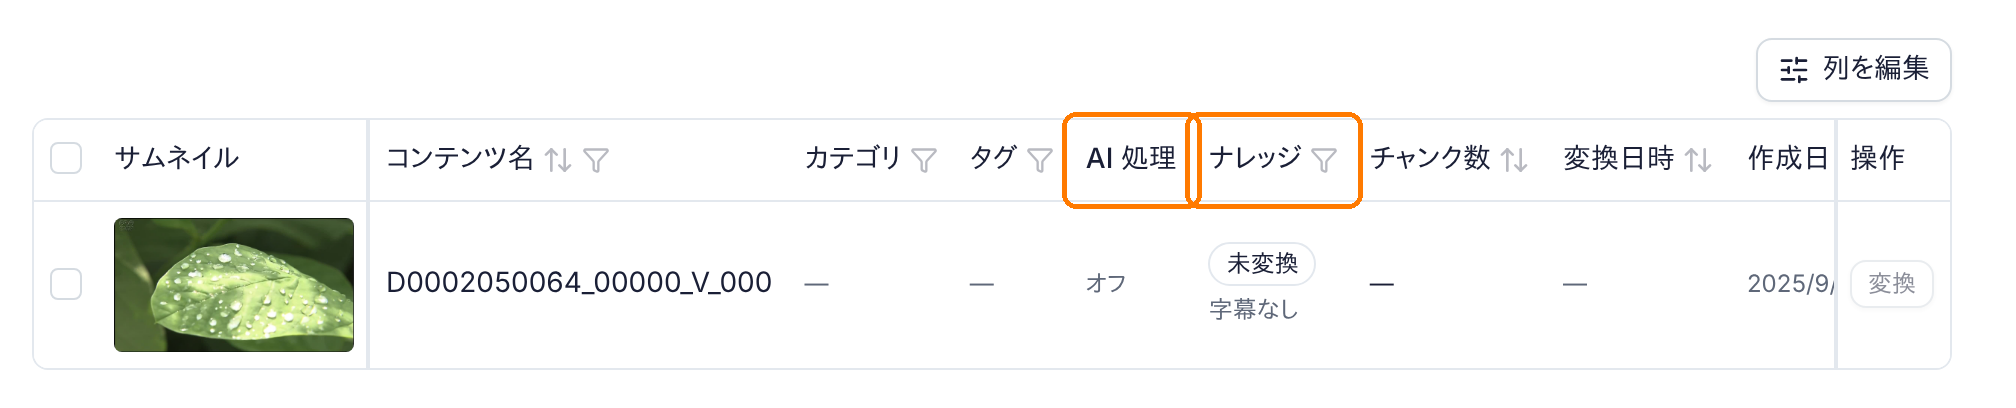 列を編集
サムネイル コンテンツ名 カテゴリ タグ AI 処理 ナレッジ チャンク数 変換日時 作成日 操作
D0002050064_00000_V_000 — — オフ 未変換 — — 2025/9/ 変換
字幕なし